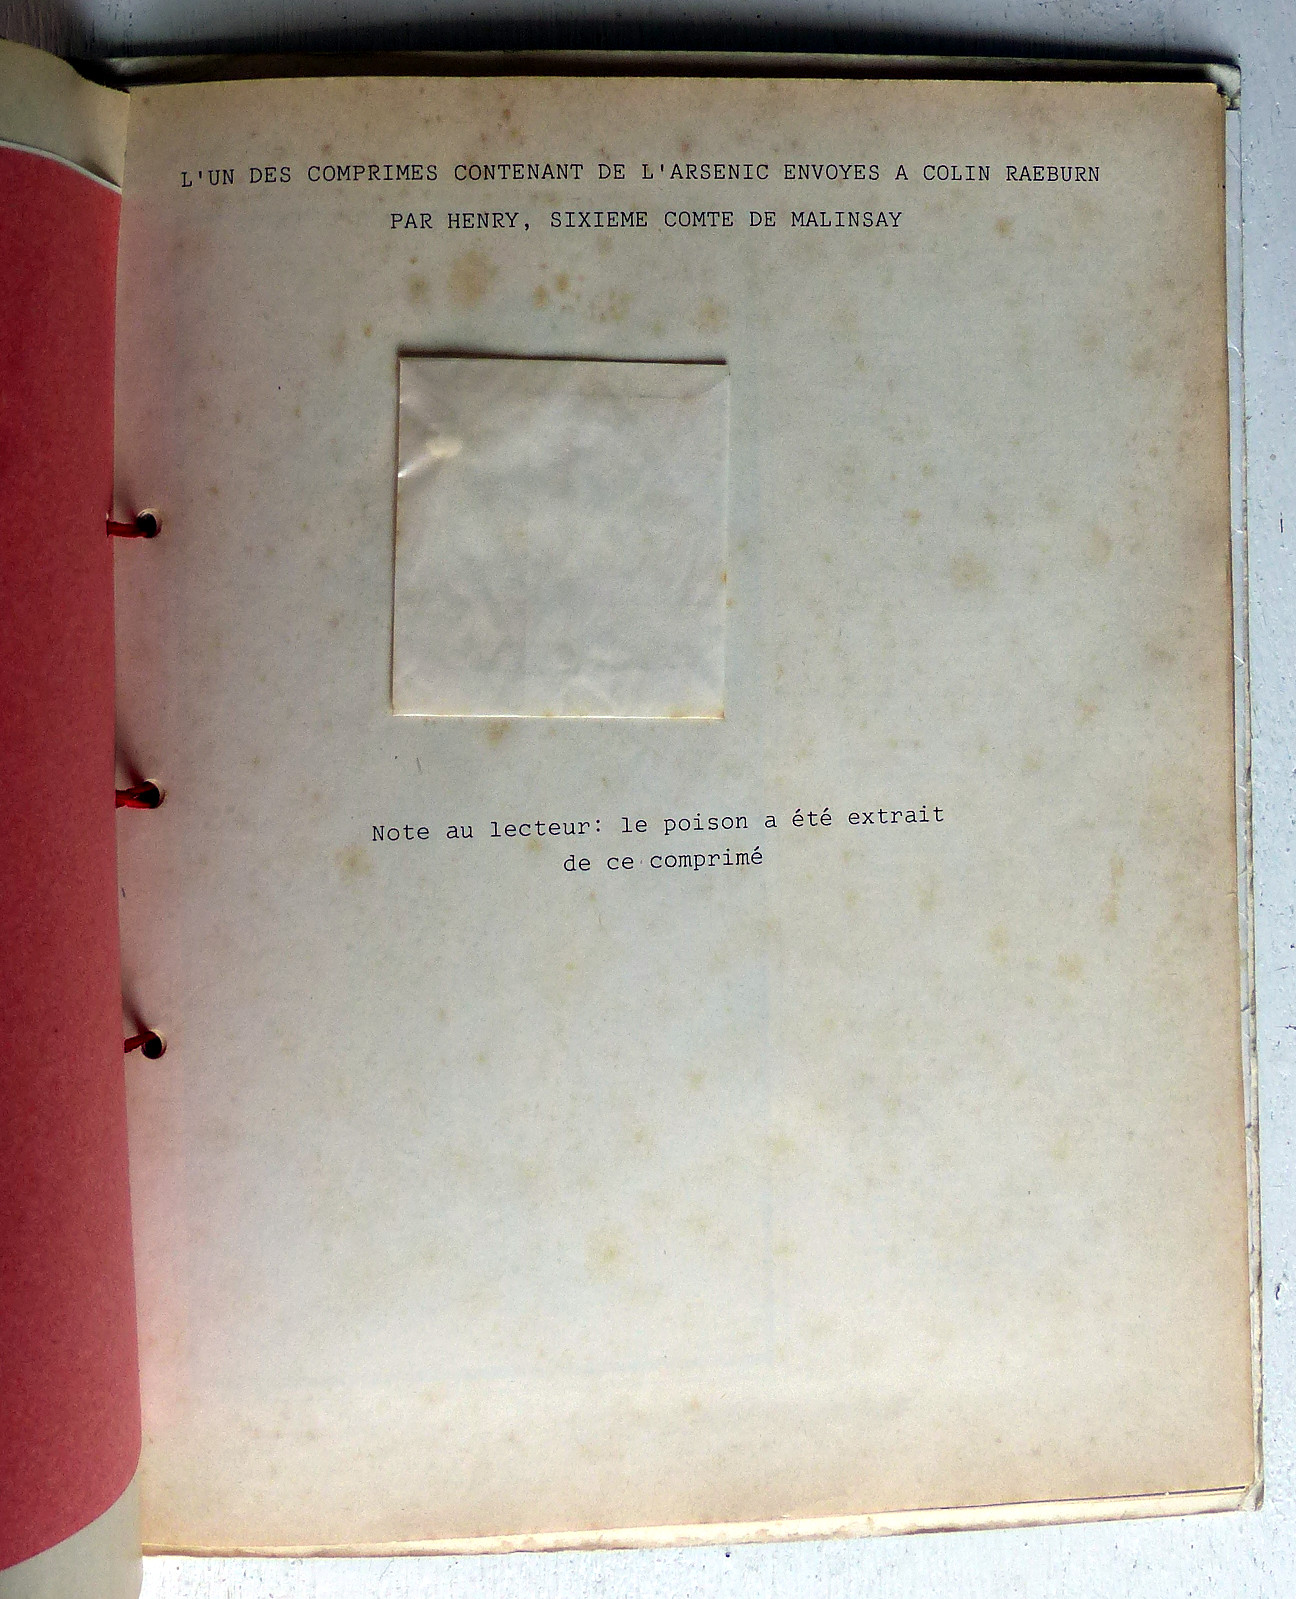 L'UN DES COMPRIMES CONTENANT DE L'ARSENIC ENVOYES A COLIN RAEBURN
PAR HENRY, SIXIEME COMTE DE MALINSAY
Note au lecteur: le poison a été extrait
de ce comprimé